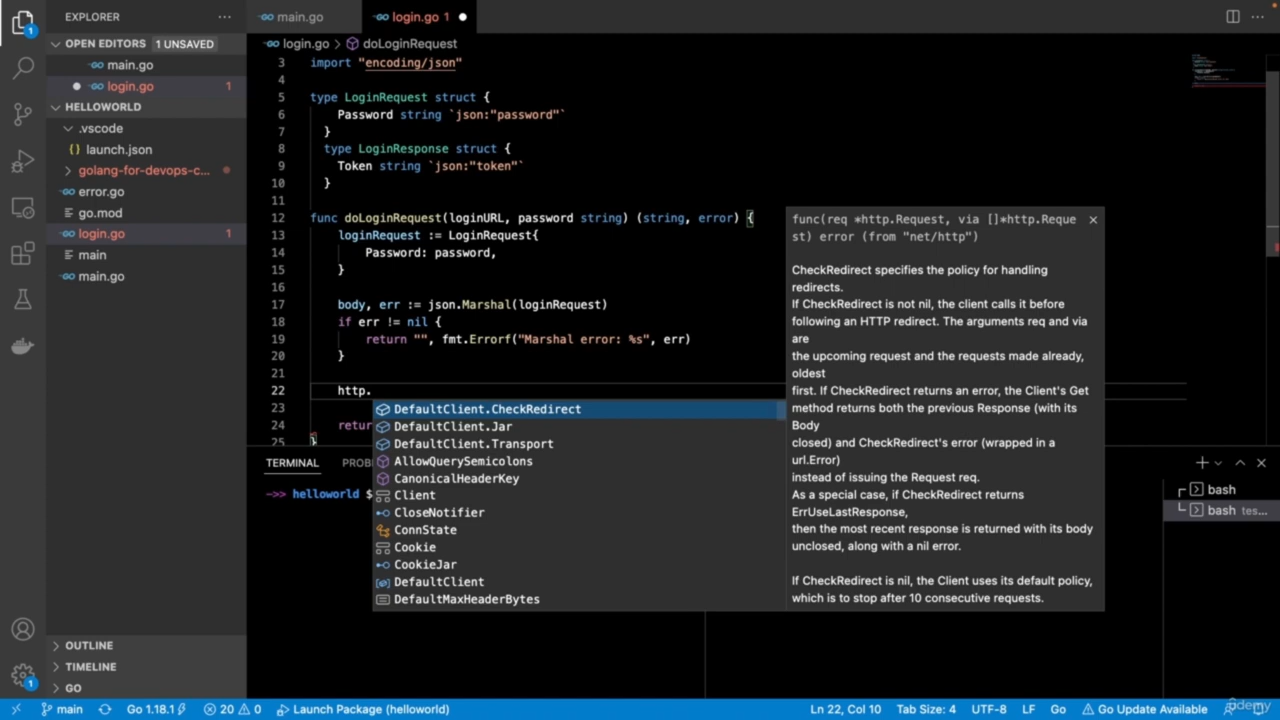 EXPLORER
main.go
login.go 1
OPEN EDITORS 1 UNSAVED
main.go
login.go 1
HELLOWORLD
.vscode
{} launch.json
golang-for-devops-c...
error.go
go.mod
login.go 1
main
main.go
OUTLINE
TIMELINE
GO
login.go > doLoginRequest
3 import "encoding/json"
4
5 type LoginRequest struct {
6 Password string `json:"password"`
7 }
8 type LoginResponse struct {
9 Token string `json:"token"`
10 }
11
12 func doLoginRequest(loginURL, password string) (string, error) {
13 loginRequest := LoginRequest{
14 Password: password,
15 }
16
17 body, err := json.Marshal(loginRequest)
18 if err != nil {
19 return "", fmt.Errorf("Marshal error: %s", err)
20 }
21
22 http.
23
24 retur
25 }
DefaultClient.CheckRedirect
DefaultClient.Jar
DefaultClient.Transport
AllowQuerySemicolons
CanonicalHeaderKey
Client
CloseNotifier
ConnState
Cookie
CookieJar
DefaultClient
DefaultMaxHeaderBytes
func(req *http.Request, via []*http.Reque
st) error (from "net/http")
CheckRedirect specifies the policy for handling
redirects.
If CheckRedirect is not nil, the client calls it before
following an HTTP redirect. The arguments req and via
are
the upcoming request and the requests made already,
oldest
first. If CheckRedirect returns an error, the Client's Get
method returns both the previous Response (with its
Body
closed) and CheckRedirect's error (wrapped in a
url.Error)
instead of issuing the Request req.
As a special case, if CheckRedirect returns
ErrUseLastResponse,
then the most recent response is returned with its body
unclosed, along with a nil error.
If CheckRedirect is nil, the Client uses its default policy,
which is to stop after 10 consecutive requests.
TERMINAL PROB
->> helloworld $
bash
bash tes...
1
1
main Go 1.18.1 20 0 Launch Package (helloworld) Ln 22, Col 10 Tab Size: 4 UTF-8 LF Go Go Update Available
udemy